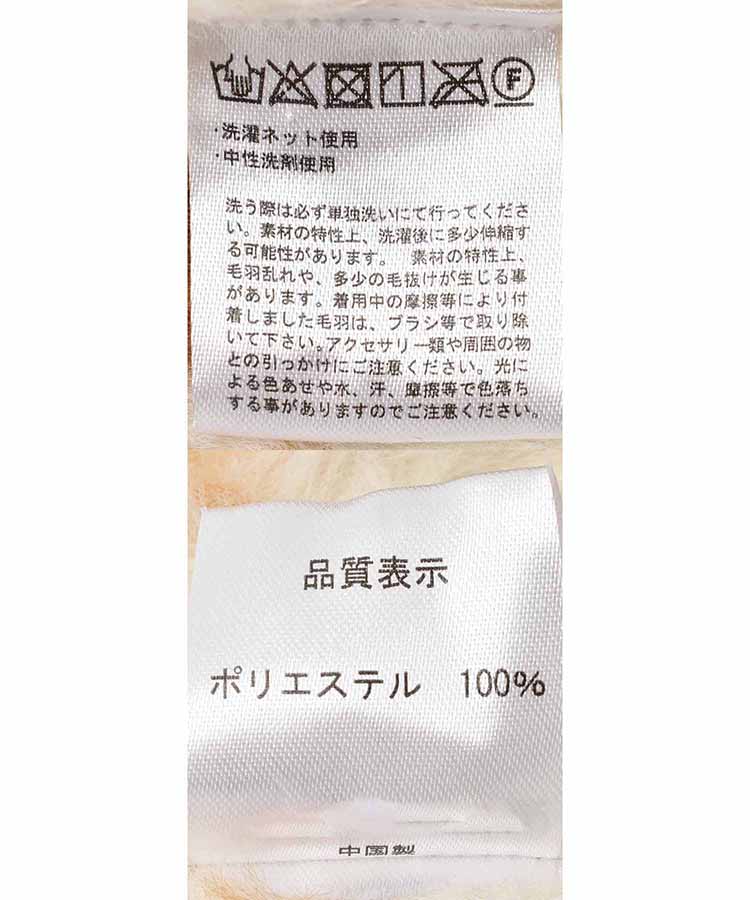 F
・洗濯ネット使用
・中性洗剤使用
洗う際は必ず単独洗いにて行ってくださ
い。素材の特性上、洗濯後に多少伸縮す
る可能性があります。　素材の特性上、
毛羽乱れや、多少の毛抜けが生じる事
があります。着用中の摩擦等により付
着しました毛羽は、ブラシ等で取り除
いて下さい。アクセサリー類や周囲の物
との引っかけにご注意ください。光に
よる色あせや水、汗、摩擦等で色落ち
する事がありますのでご注意ください。
品質表示
ポリエステル　100%
中国製